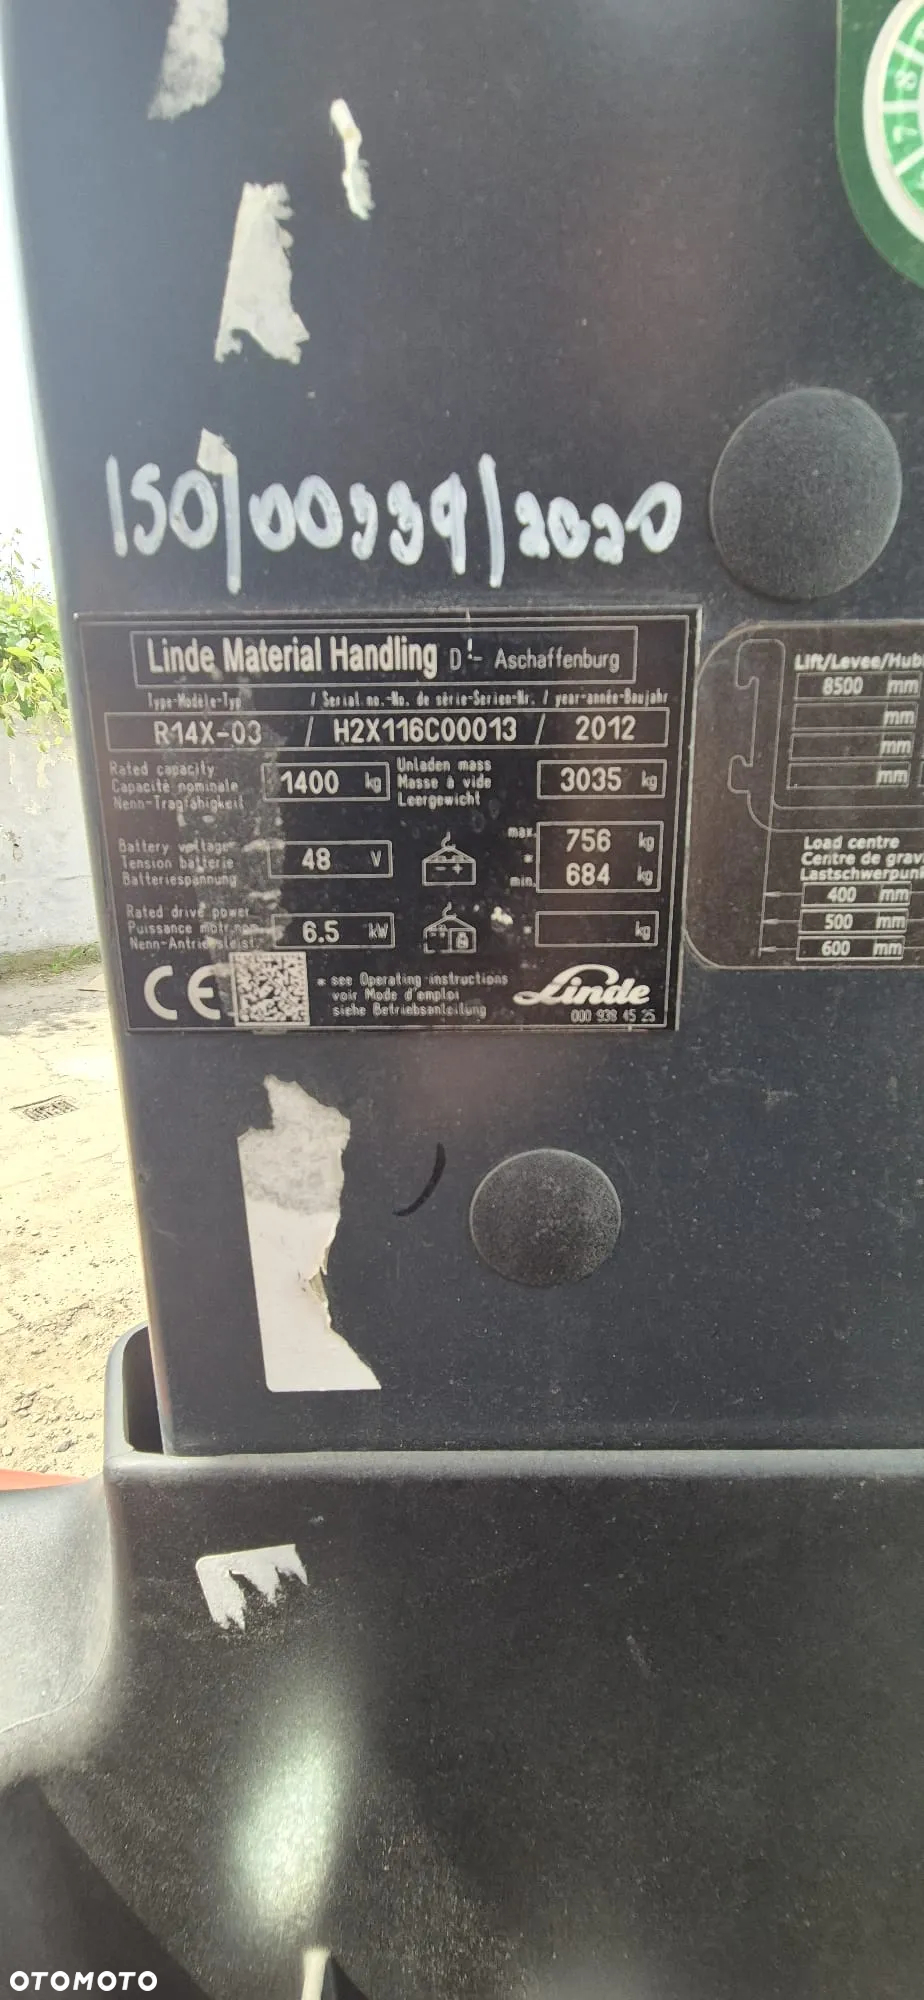 8
7
150/00339/2020
Linde Material Handling D - Aschaffenburg
Type-Modèle-Typ / Serial no.-No. de série-Serien-Nr. / year-année-Baujahr
R14X-03 / H2X116C00013 / 2012
Rated capacity
Capacité nominale
Nenn-Tragfähigkeit
1400 kg
Unladen mass
Masse à vide
Leergewicht
3035 kg
Battery voltage
Tension batterie
Batteriespannung
48 V
- +
max.
*
min.
756 kg
684 kg
Rated drive power
Puissance motr.nom.
Nenn-Antriebsleist.
6.5 kW
*
kg
CE
* see Operating instructions
voir Mode d'emploi
siehe Betriebsanleitung
Linde
000 938 45 25
Lift/Levee/Hub
8500 mm
mm
mm
mm
Load centre
Centre de grav
Lastschwerpunk
400 mm
500 mm
600 mm
OTOMOTO